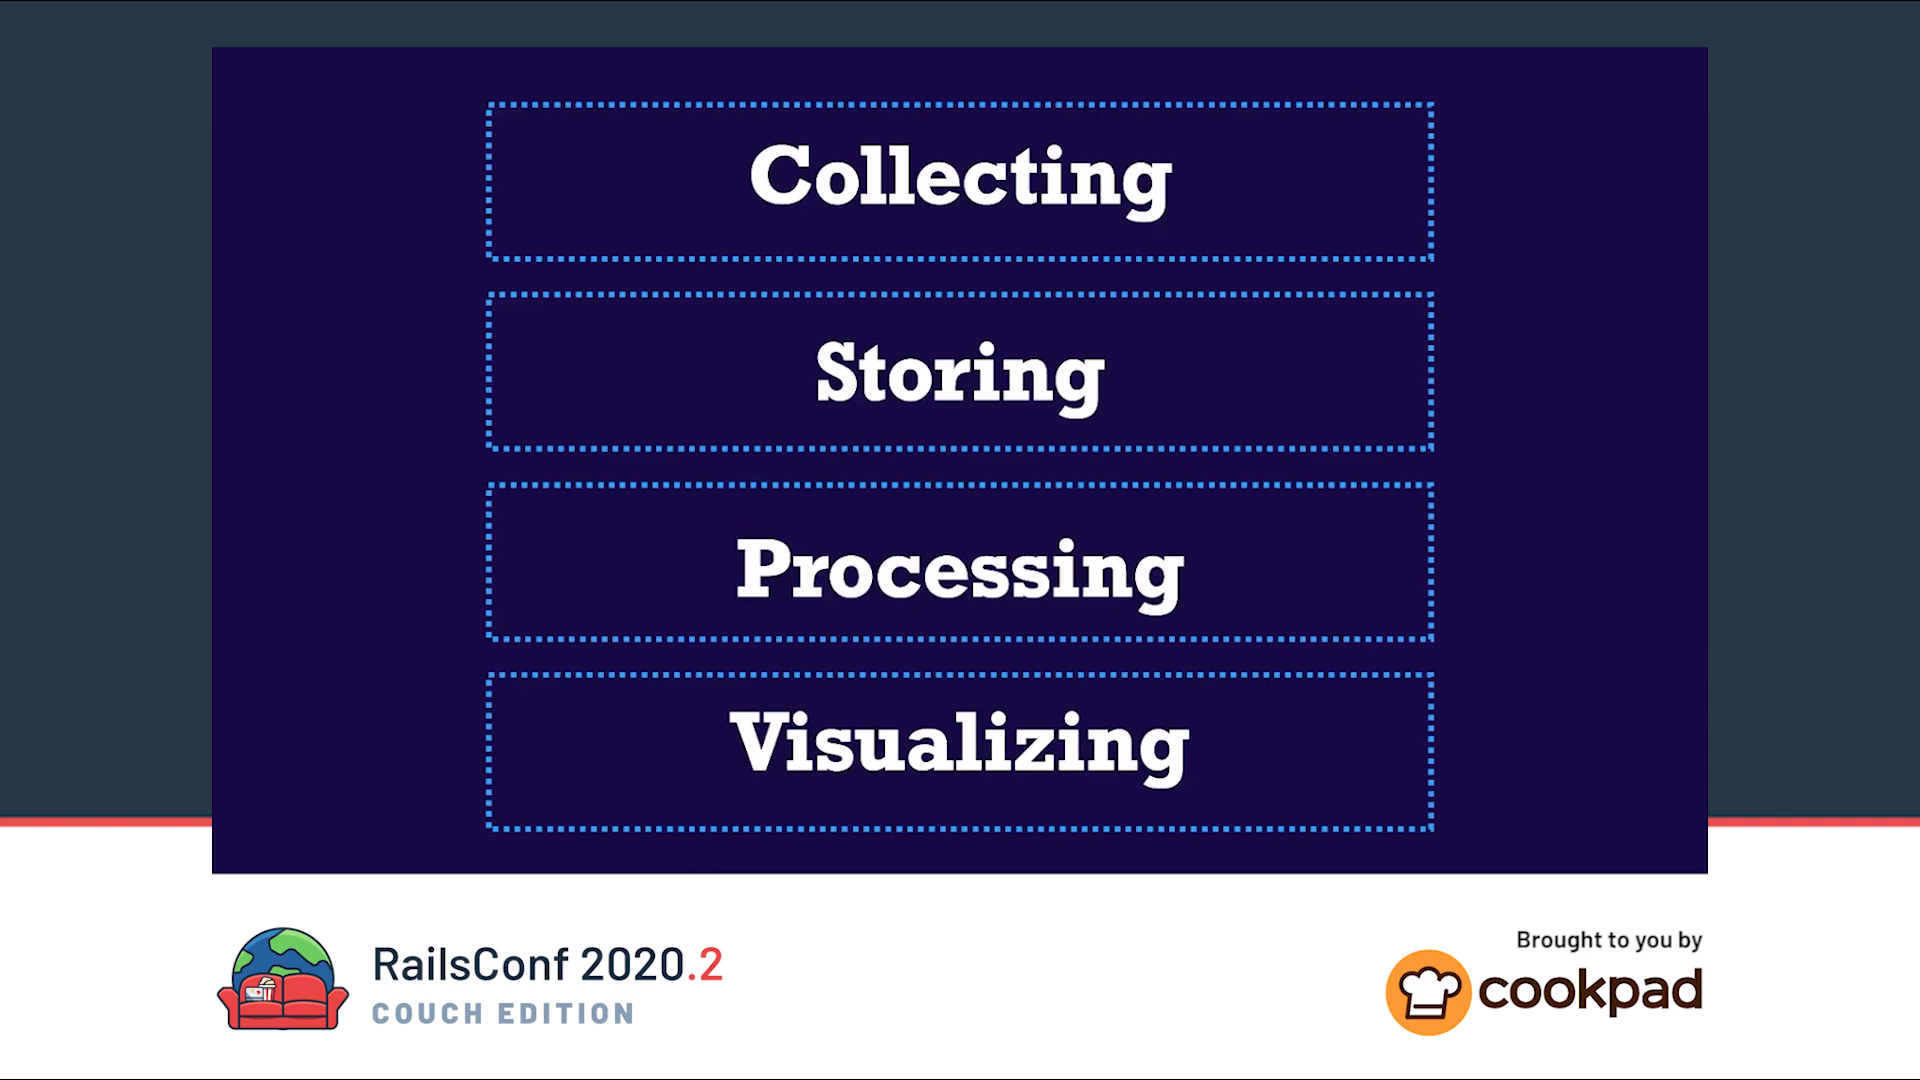 Collecting
Storing
Processing
Visualizing
RailsConf 2020.2
COUCH EDITION
Brought to you by
cookpad